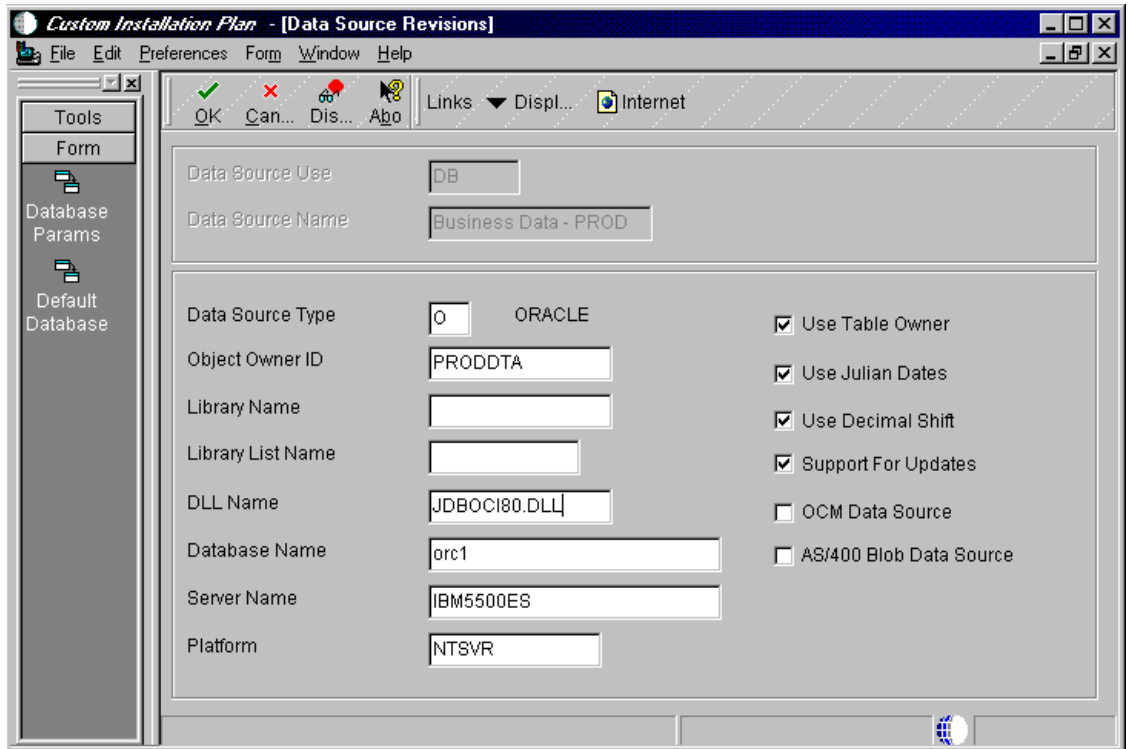 Custom Installation Plan - [Data Source Revisions]
File Edit Preferences Form Window Help
Tools
Form
Database
Params
Default
Database
OK Can... Dis... Abo Links Displ... Internet
Data Source Use DB
Data Source Name Business Data - PROD
Data Source Type O ORACLE
Use Table Owner
Object Owner ID PRODDTA
Use Julian Dates
Library Name
Use Decimal Shift
Library List Name
Support For Updates
DLL Name JDBOCI80.DLL
OCM Data Source
Database Name orc1
AS/400 Blob Data Source
Server Name IBM5500ES
Platform NTSVR